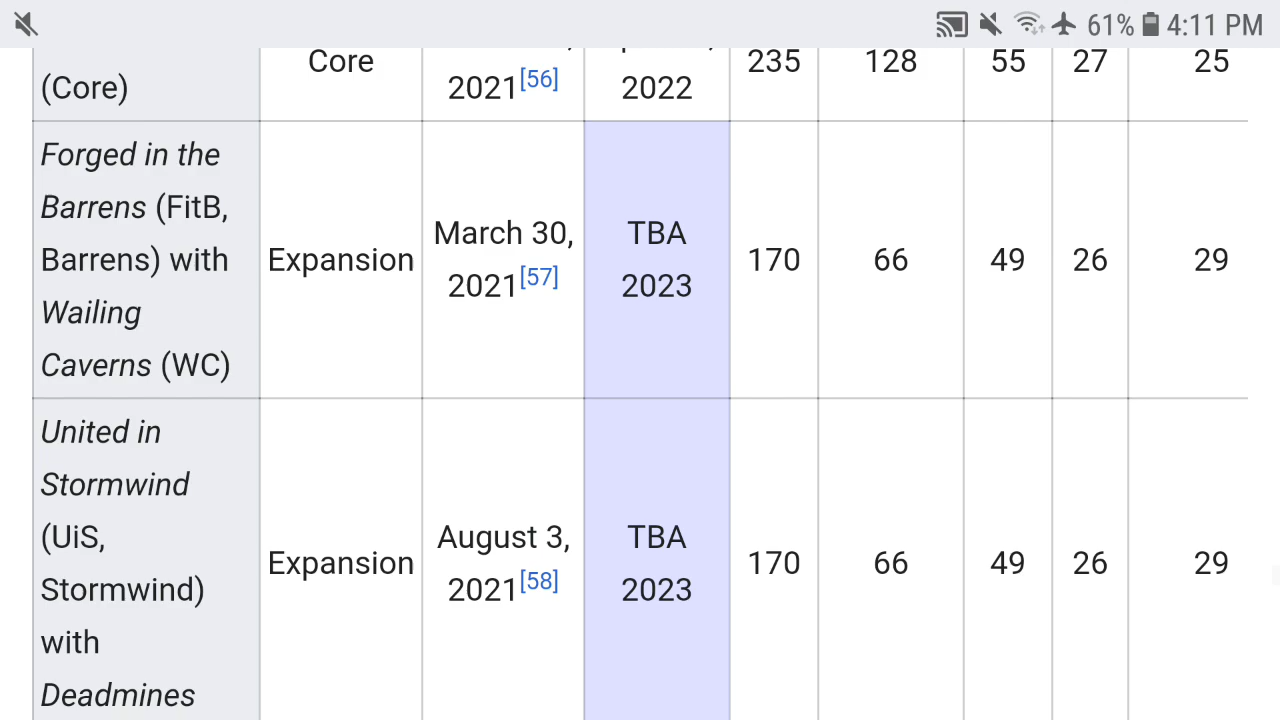 61% 4:11 PM
(Core) Core 2021[56] 2022 235 128 55 27 25
Forged in the
Barrens (FitB,
Barrens) with
Wailing
Caverns (WC)
Expansion
March 30,
2021[57]
TBA
2023
170
66
49
26
29
United in
Stormwind
(UiS,
Stormwind)
with
Deadmines
Expansion
August 3,
2021[58]
TBA
2023
170
66
49
26
29